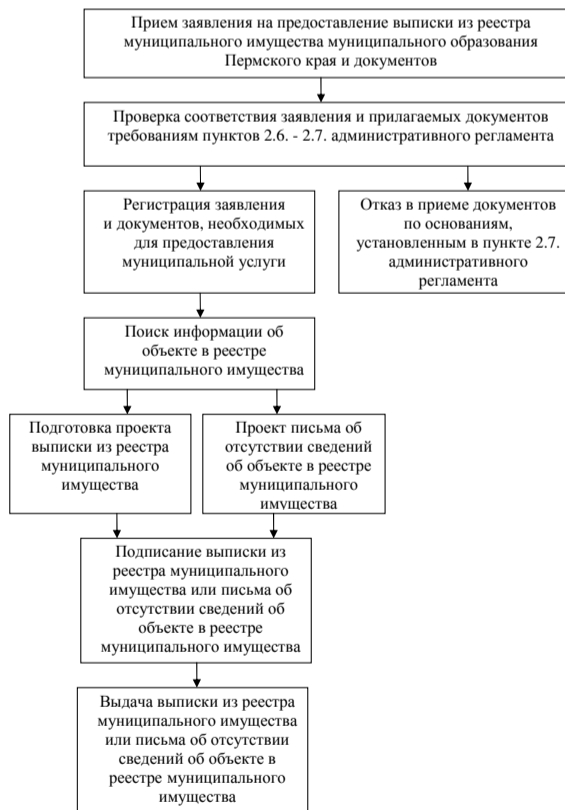 Прием заявления на предоставление выписки из реестра
муниципального имущества муниципального образования
Пермского края и документов
Проверка соответствия заявления и прилагаемых документов
требованиям пунктов 2.6. - 2.7. административного регламента
Регистрация заявления
и документов, необходимых
для предоставления
муниципальной услуги
Отказ в приеме документов
по основаниям,
установленным в пункте 2.7.
административного
регламента
Поиск информации об
объекте в реестре
муниципального имущества
Подготовка проекта
выписки из реестра
муниципального
имущества
Проект письма об
отсутствии сведений
об объекте в реестре
муниципального
имущества
Подписание выписки из
реестра муниципального
имущества или письма об
отсутствии сведений об
объекте в реестре
муниципального имущества
Выдача выписки из реестра
муниципального имущества
или письма об отсутствии
сведений об объекте в
реестре муниципального
имущества